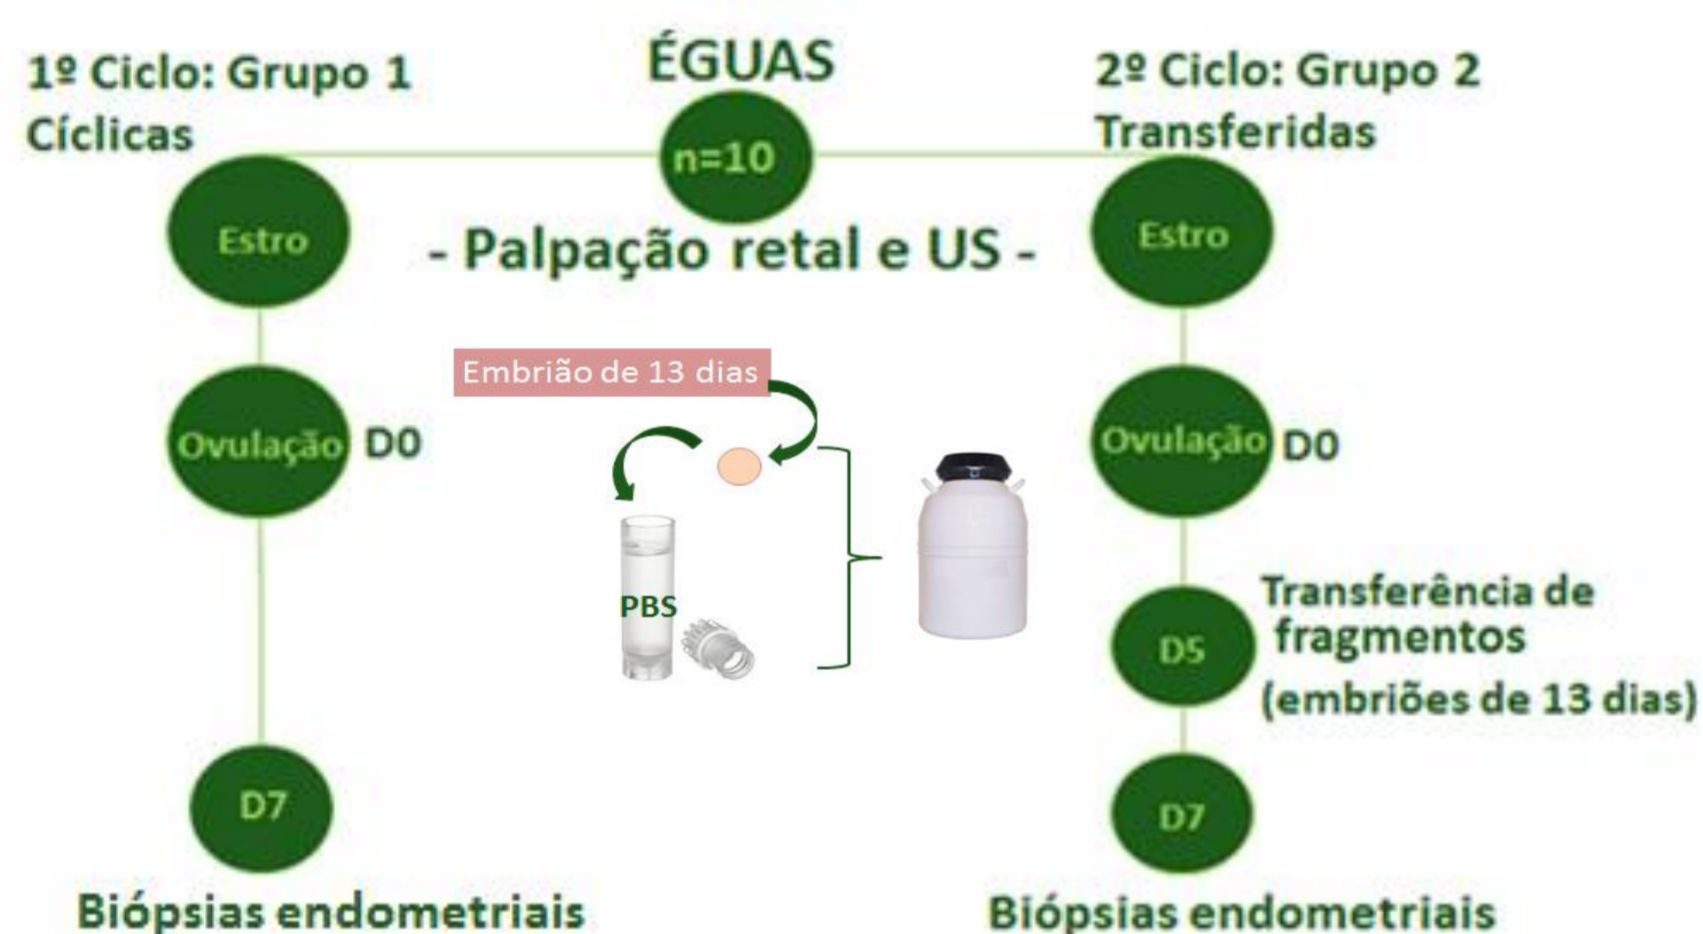 ÉGUAS
n=10
- Palpação retal e US -
1º Ciclo: Grupo 1
Cíclicas
Estro
Ovulação
D0
D7
Biópsias endometriais
Embrião de 13 dias
PBS
2º Ciclo: Grupo 2
Transferidas
Estro
Ovulação
D0
D5
Transferência de
fragmentos
(embriões de 13 dias)
D7
Biópsias endometriais